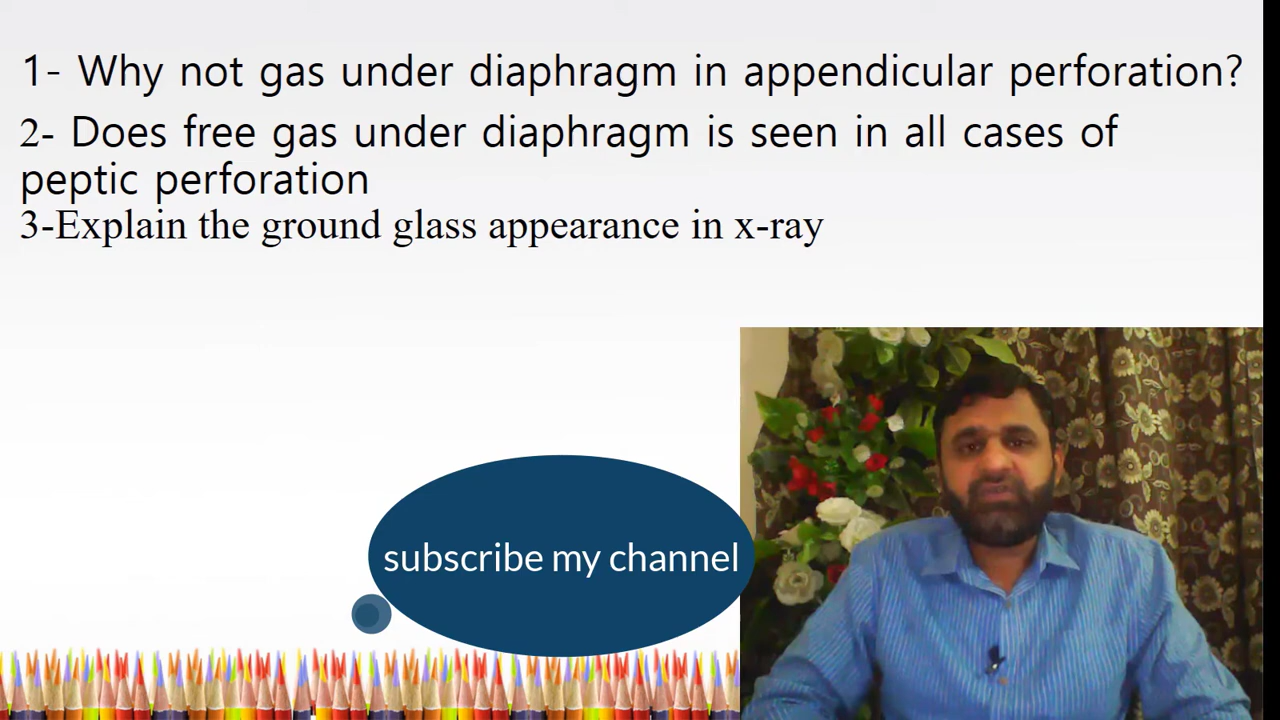 1- Why not gas under diaphragm in appendicular perforation?
2- Does free gas under diaphragm is seen in all cases of
peptic perforation
3-Explain the ground glass appearance in x-ray
subscribe my channel